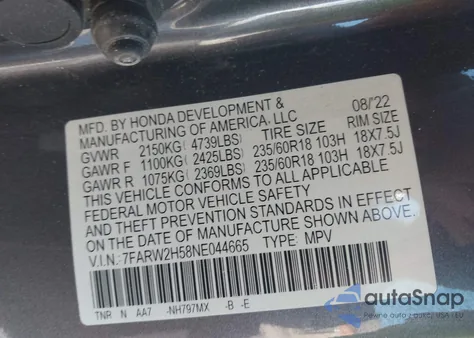 MFD. BY HONDA DEVELOPMENT & 08/'22
MANUFACTURING OF AMERICA, LLC
GVWR 2150KG( 4739LBS) TIRE SIZE RIM SIZE
GAWR F 1100KG( 2425LBS) 235/60R18 103H 18X7.5J
GAWR R 1075KG( 2369LBS) 235/60R18 103H 18X7.5J
THIS VEHICLE CONFORMS TO ALL APPLICABLE
FEDERAL MOTOR VEHICLE SAFETY
AND THEFT PREVENTION STANDARDS IN EFFECT
ON THE DATE OF MANUFACTURE SHOWN ABOVE.
V.I.N.: 7FARW2H58NE044665 TYPE: MPV
TNR N AA7 -NH797MX -B -E
autoSnap